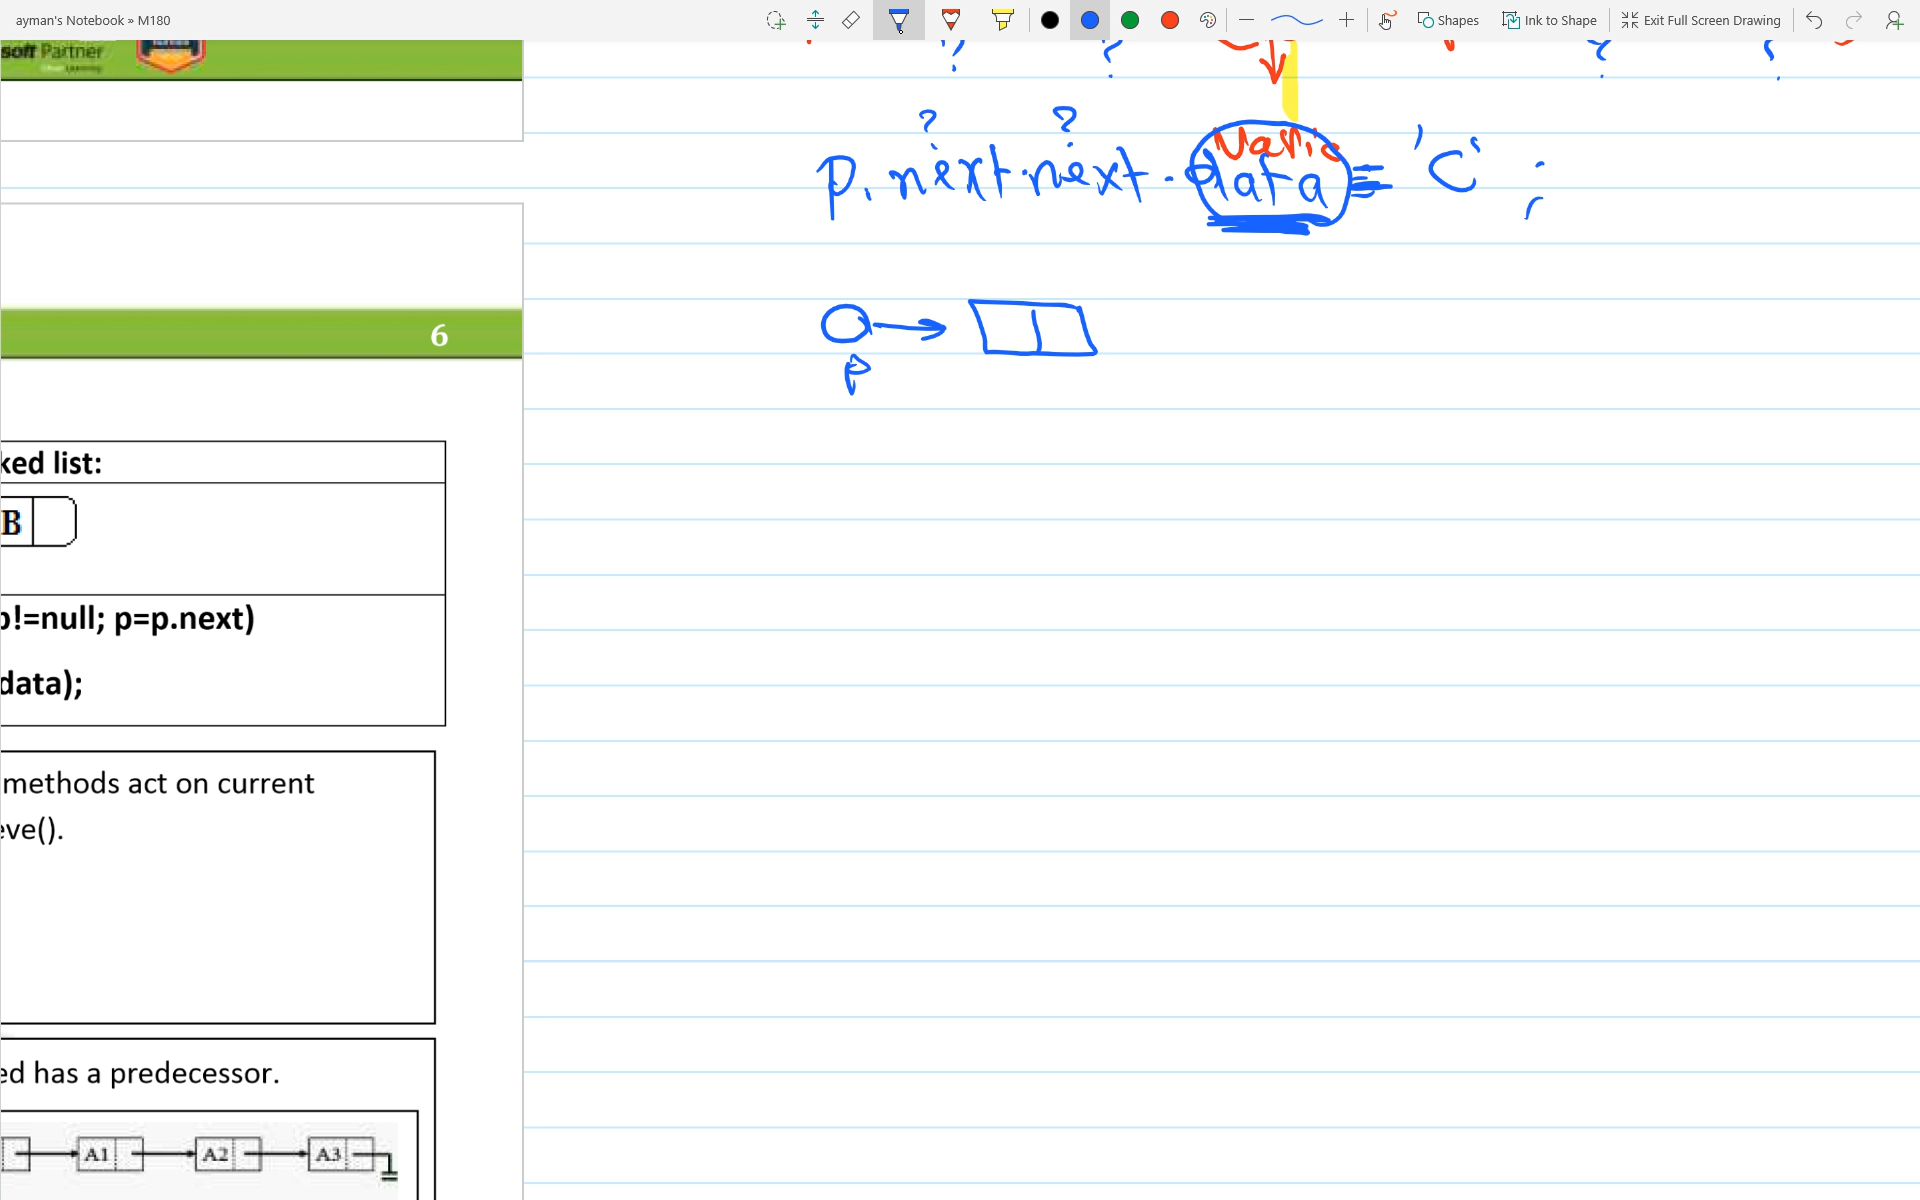 ayman's Notebook » M180
Shapes
Ink to Shape
Exit Full Screen Drawing
soft Partner
p.next.next.data = 'C' ;
p
6
ked list:
B
p!=null; p=p.next)
data);
methods act on current
eve().
ed has a predecessor.
A1 A2 A3